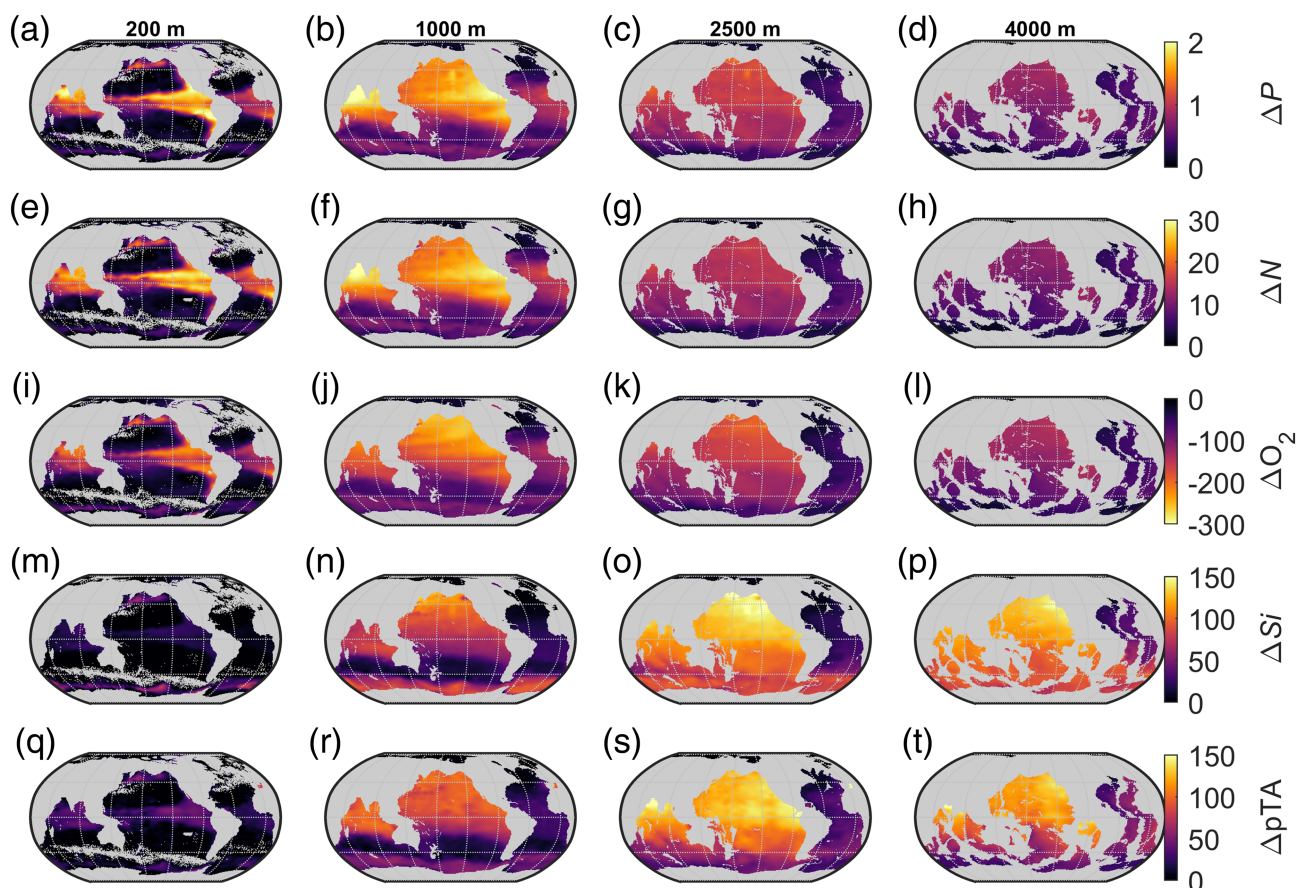 (a) 200 m (b) 1000 m (c) 2500 m (d) 4000 m
2
1
0
ΔP
(e) (f) (g) (h)
30
20
10
0
ΔN
(i) (j) (k) (l)
0
-100
-200
-300
ΔO₂
(m) (n) (o) (p)
150
100
50
0
ΔSi
(q) (r) (s) (t)
150
100
50
0
ΔpTA